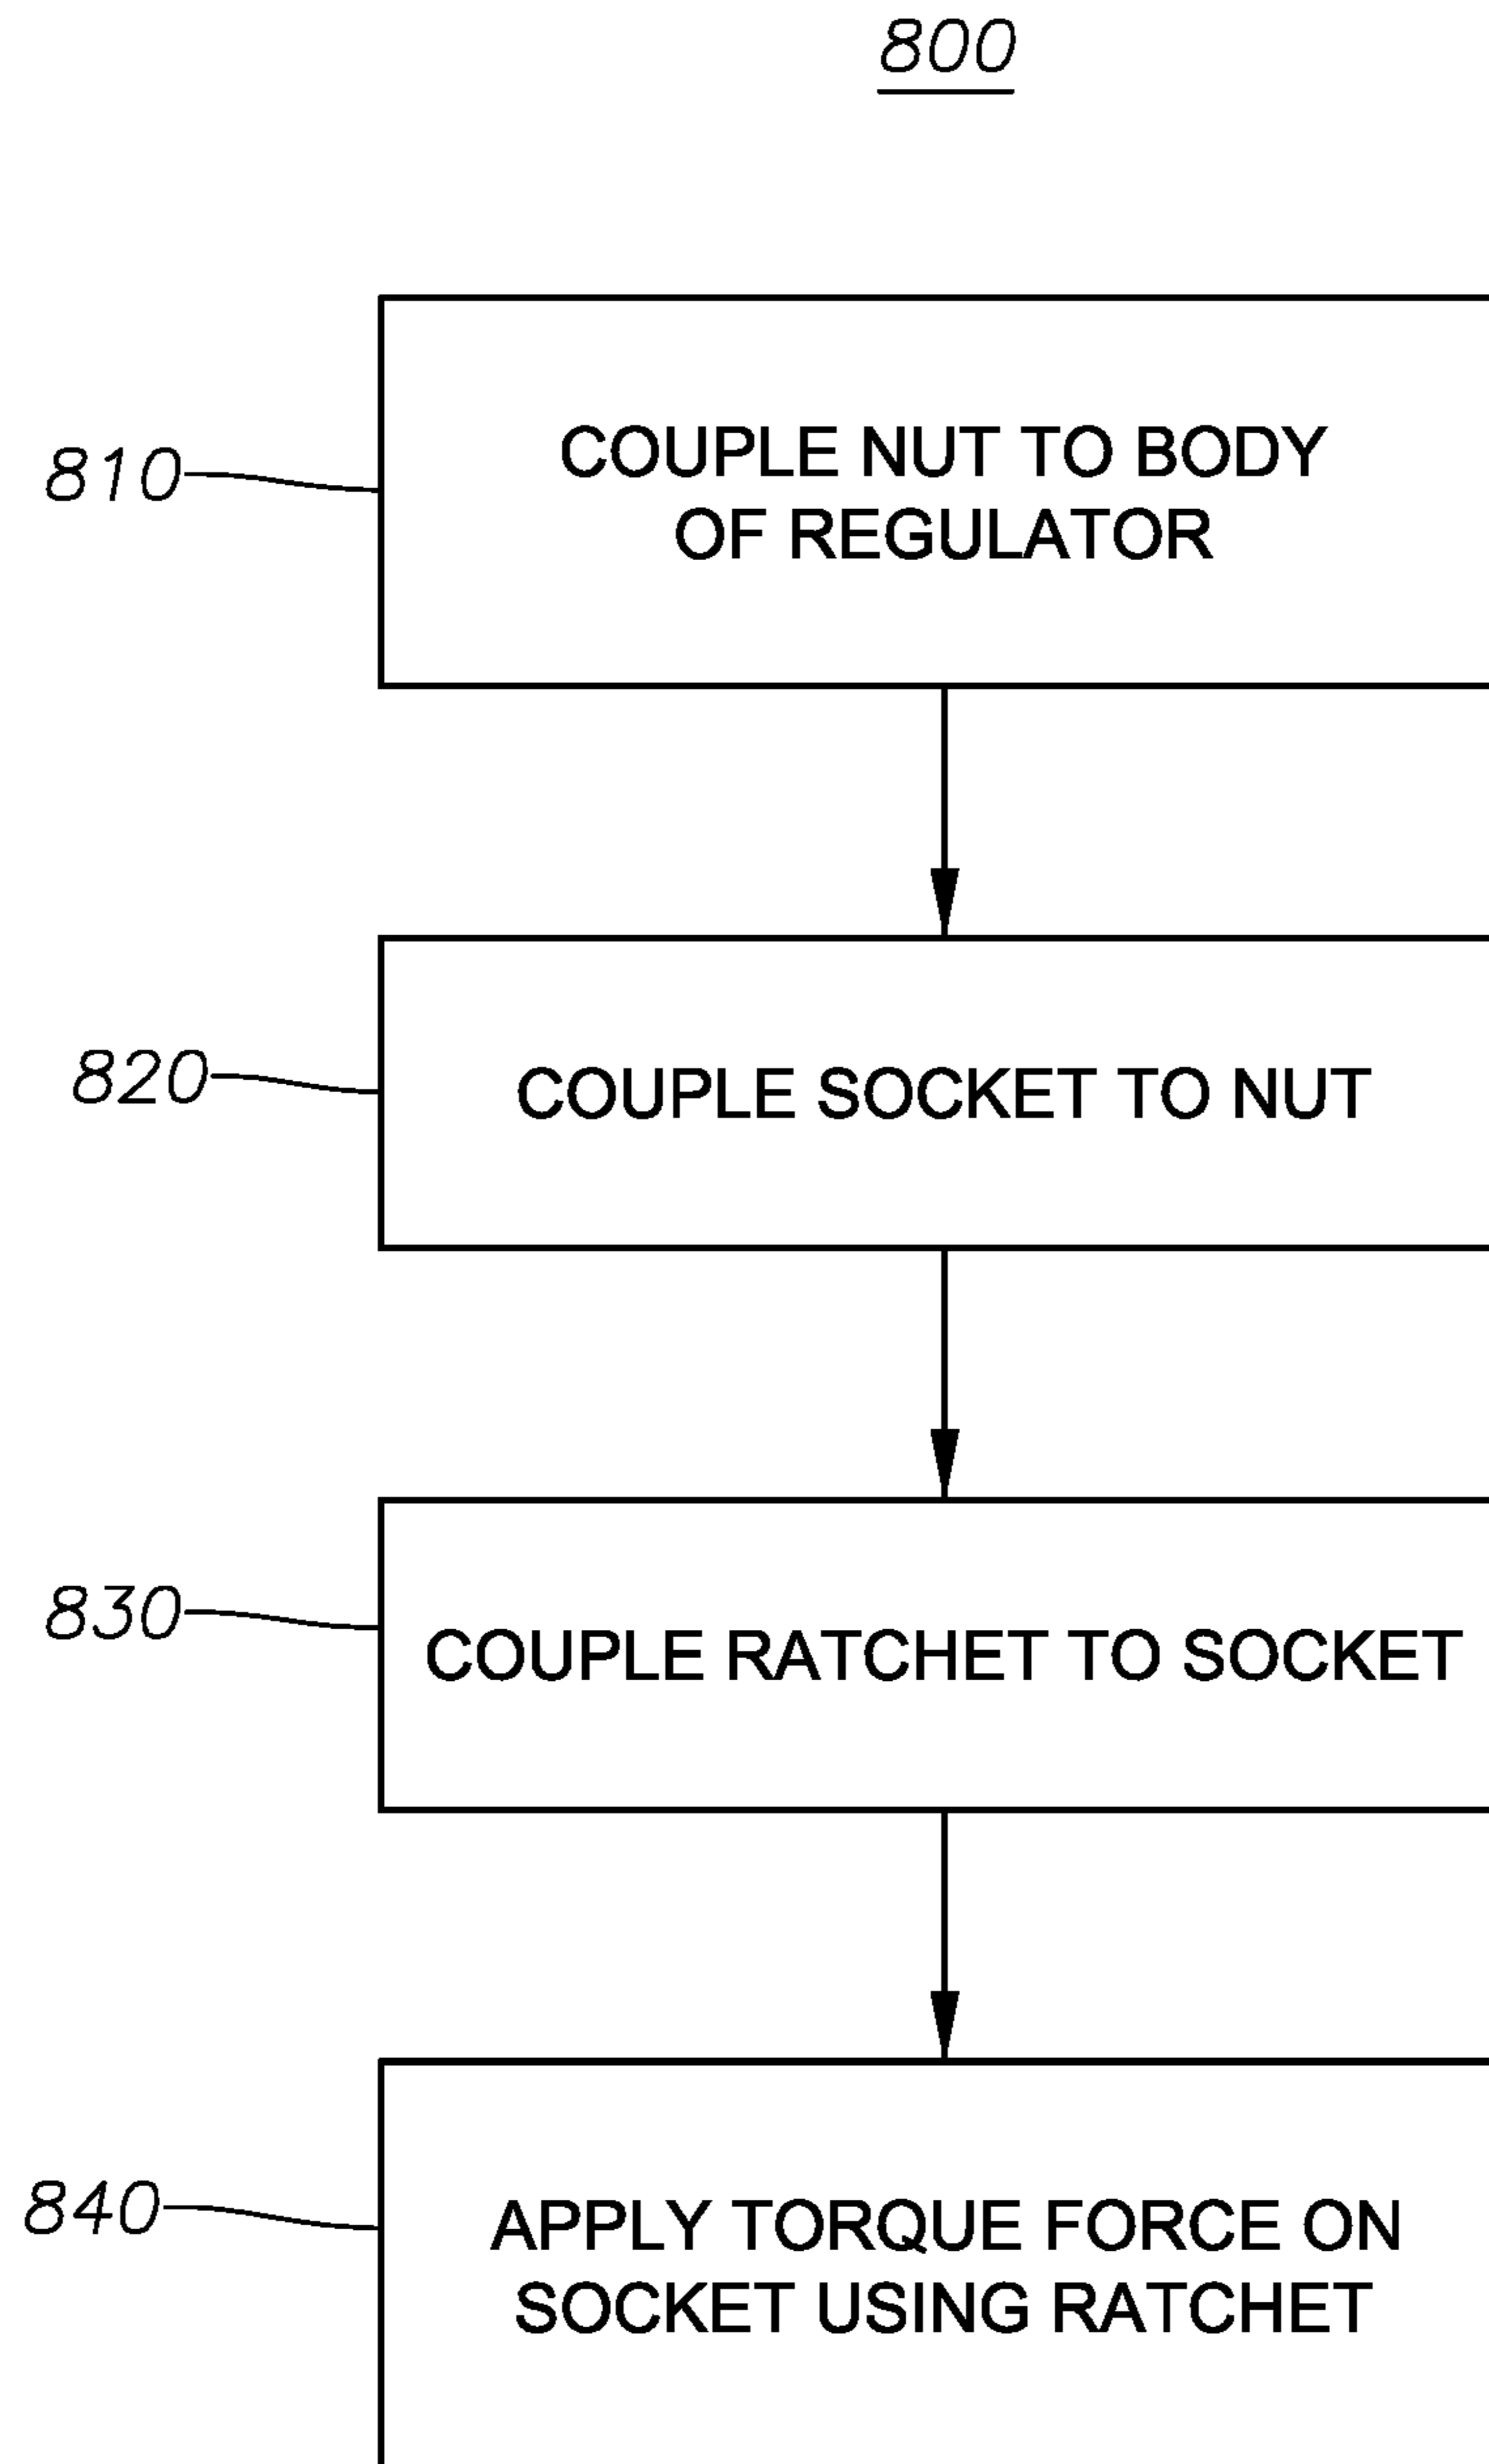 800
810
COUPLE NUT TO BODY
OF REGULATOR
820
COUPLE SOCKET TO NUT
830
COUPLE RATCHET TO SOCKET
840
APPLY TORQUE FORCE ON
SOCKET USING RATCHET